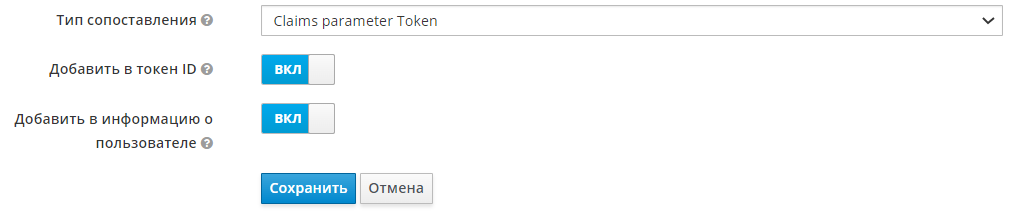 Тип сопоставления
Claims parameter Token
Добавить в токен ID
ВКЛ
Добавить в информацию о
пользователе
ВКЛ
Сохранить Отмена